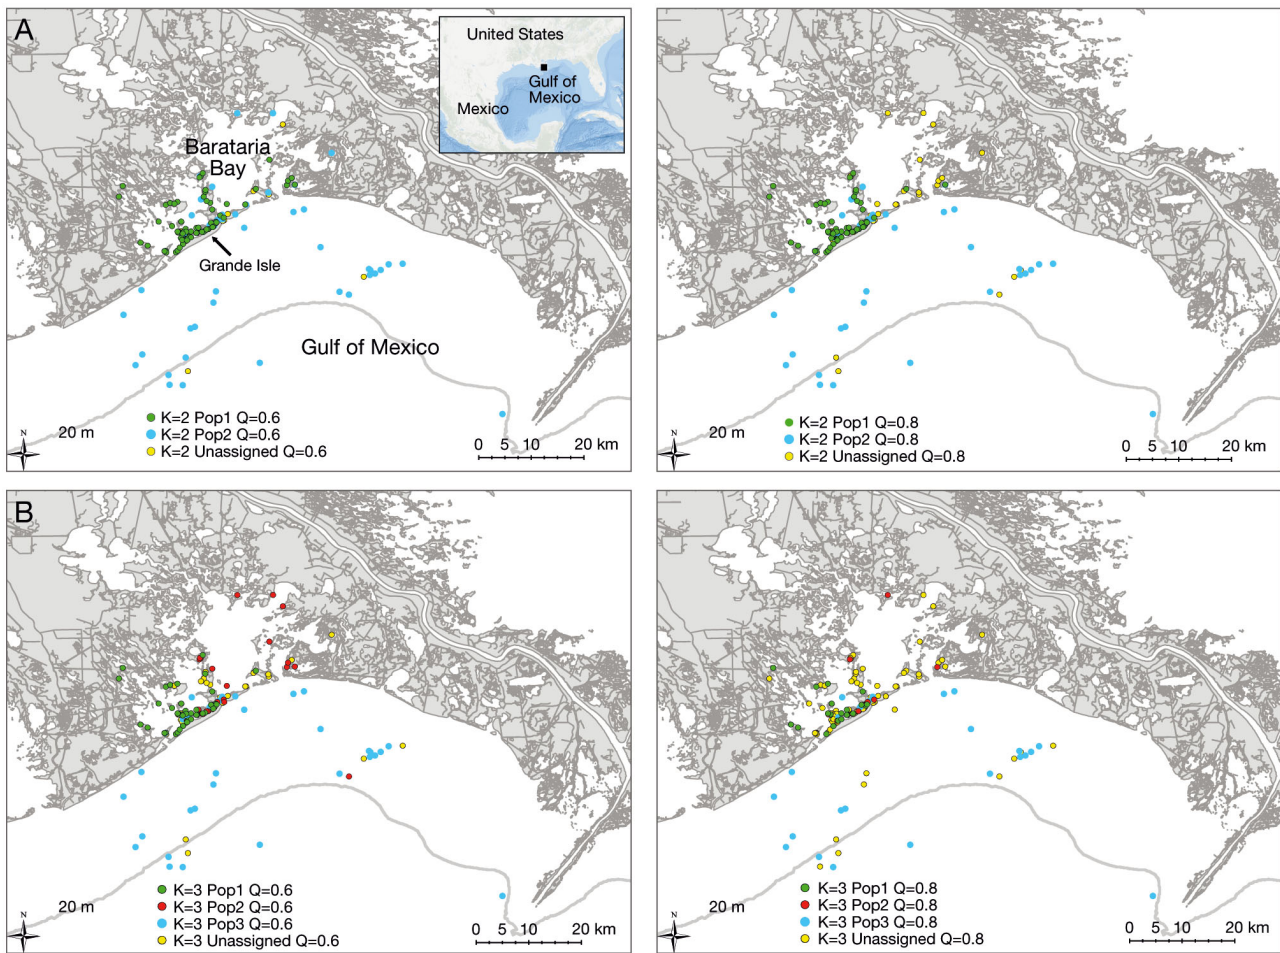 A
United States
Gulf of
Mexico
Mexico
Barataria
Bay
Grande Isle
Gulf of Mexico
20 m
N
K=2 Pop1 Q=0.6
K=2 Pop2 Q=0.6
K=2 Unassigned Q=0.6
0 5 10 20 km
20 m
N
K=2 Pop1 Q=0.8
K=2 Pop2 Q=0.8
K=2 Unassigned Q=0.8
0 5 10 20 km
B
20 m
N
K=3 Pop1 Q=0.6
K=3 Pop2 Q=0.6
K=3 Pop3 Q=0.6
K=3 Unassigned Q=0.6
0 5 10 20 km
20 m
N
K=3 Pop1 Q=0.8
K=3 Pop2 Q=0.8
K=3 Pop3 Q=0.8
K=3 Unassigned Q=0.8
0 5 10 20 km